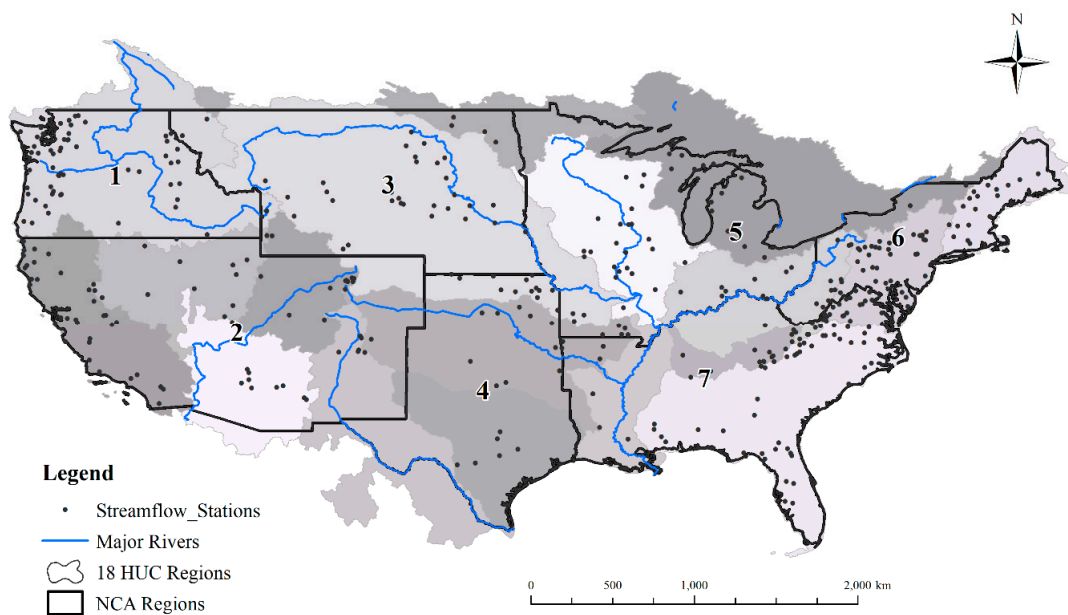 N
1
3
5
6
2
4
7
Legend
Streamflow_Stations
Major Rivers
18 HUC Regions
NCA Regions
0 500 1,000 2,000 km